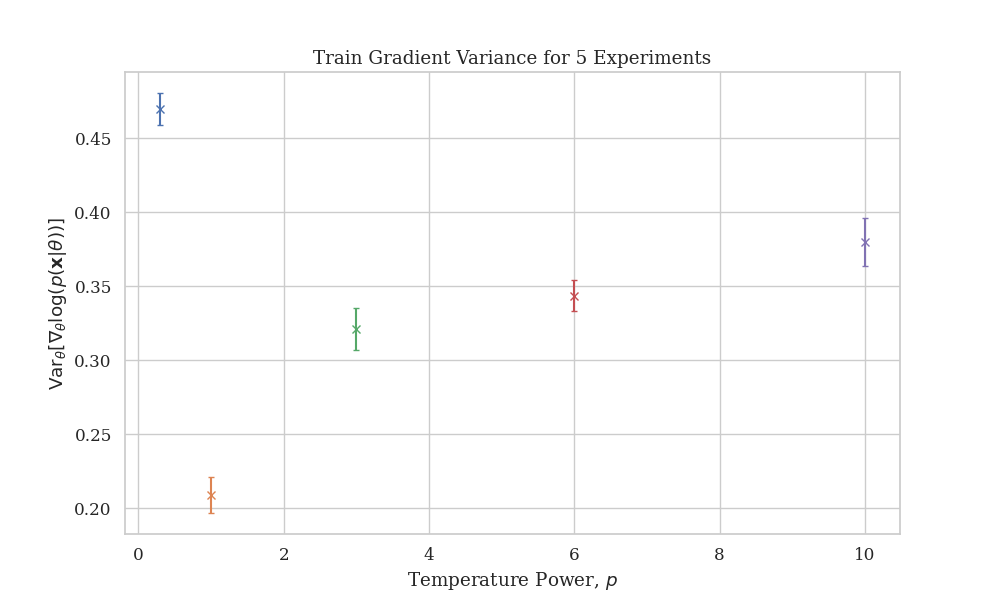 Train Gradient Variance for 5 Experiments
Var_θ[∇_θ log(p(𝐱|θ))]
0.45
0.40
0.35
0.30
0.25
0.20
0 2 4 6 8 10
Temperature Power, p